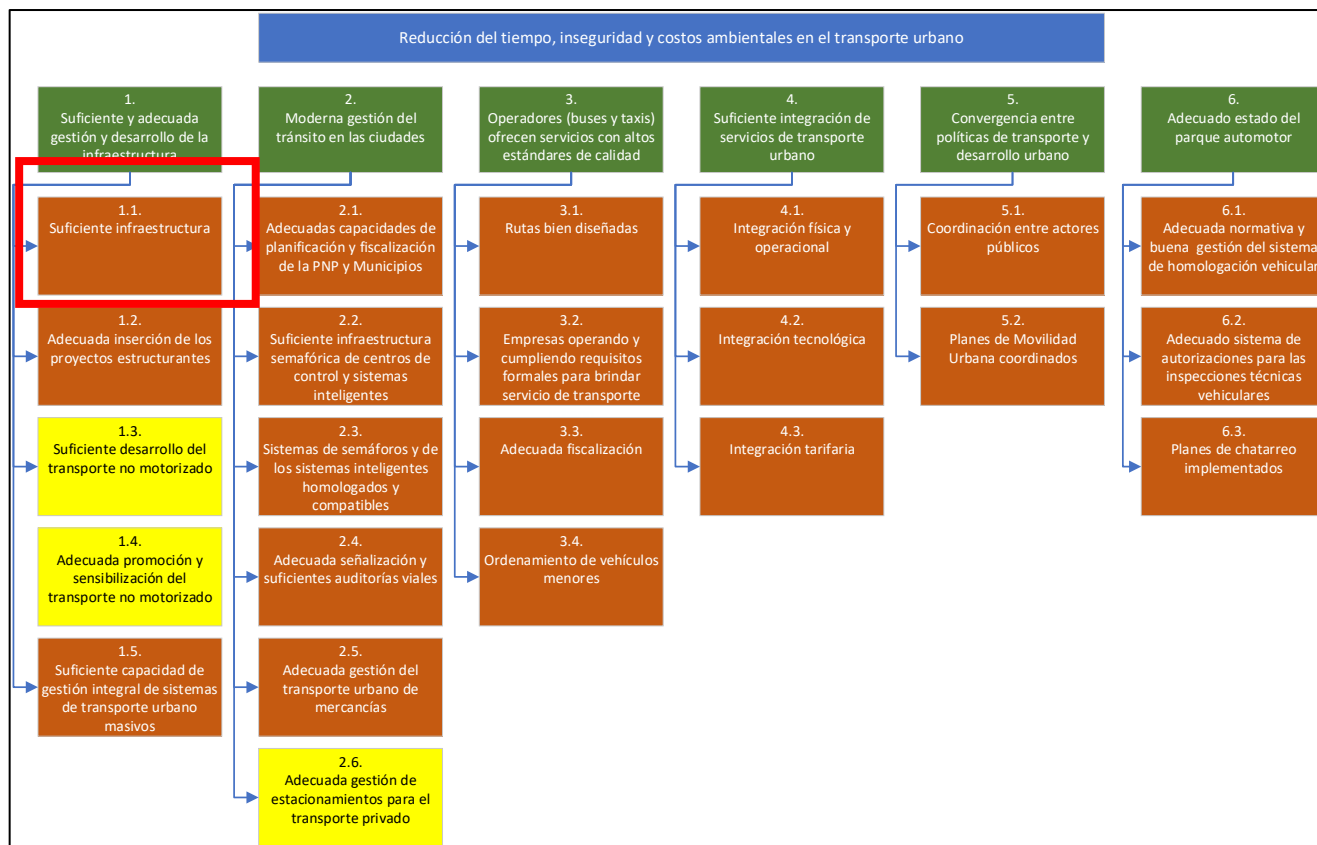 Reducción del tiempo, inseguridad y costos ambientales en el transporte urbano
1.
Suficiente y adecuada
gestión y desarrollo de la
infraestructura
2.
Moderna gestión del
tránsito en las ciudades
3.
Operadores (buses y taxis)
ofrecen servicios con altos
estándares de calidad
4.
Suficiente integración de
servicios de transporte
urbano
5.
Convergencia entre
políticas de transporte y
desarrollo urbano
6.
Adecuado estado del
parque automotor
1.1.
Suficiente infraestructura
1.2.
Adecuada inserción de los
proyectos estructurantes
1.3.
Suficiente desarrollo del
transporte no motorizado
1.4.
Adecuada promoción y
sensibilización del
transporte no motorizado
1.5.
Suficiente capacidad de
gestión integral de sistemas
de transporte urbano
masivos
2.1.
Adecuadas capacidades de
planificación y fiscalización
de la PNP y Municipios
2.2.
Suficiente infraestructura
semafórica de centros de
control y sistemas
inteligentes
2.3.
Sistemas de semáforos y de
los sistemas inteligentes
homologados y
compatibles
2.4.
Adecuada señalización y
suficientes auditorías viales
2.5.
Adecuada gestión del
transporte urbano de
mercancías
2.6.
Adecuada gestión de
estacionamientos para el
transporte privado
3.1.
Rutas bien diseñadas
3.2.
Empresas operando y
cumpliendo requisitos
formales para brindar
servicio de transporte
3.3.
Adecuada fiscalización
3.4.
Ordenamiento de vehículos
menores
4.1.
Integración física y
operacional
4.2.
Integración tecnológica
4.3.
Integración tarifaria
5.1.
Coordinación entre actores
públicos
5.2.
Planes de Movilidad
Urbana coordinados
6.1.
Adecuada normativa y
buena gestión del sistema
de homologación vehicular
6.2.
Adecuado sistema de
autorizaciones para las
inspecciones técnicas
vehiculares
6.3.
Planes de chatarreo
implementados